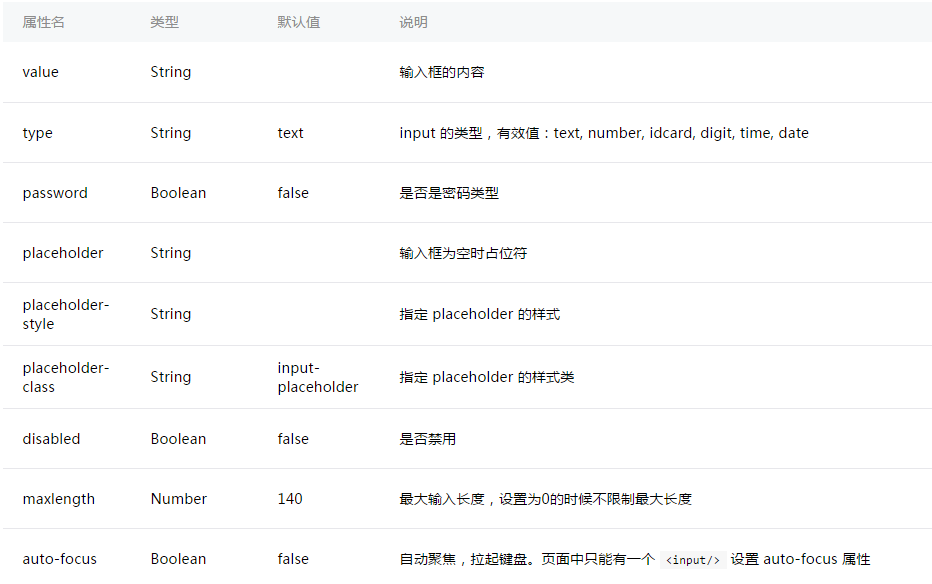 属性名 类型 默认值 说明
value String 输入框的内容
type String text input 的类型，有效值：text, number, idcard, digit, time, date
password Boolean false 是否是密码类型
placeholder String 输入框为空时占位符
placeholder-
style String 指定 placeholder 的样式
placeholder-
class String input-
placeholder 指定 placeholder 的样式类
disabled Boolean false 是否禁用
maxlength Number 140 最大输入长度，设置为0的时候不限制最大长度
auto-focus Boolean false 自动聚焦，拉起键盘。页面中只能有一个 <input/> 设置 auto-focus 属性